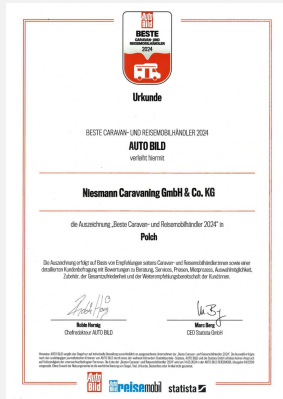 Auto
Bild
BESTE
CARAVAN- UND
REISEMOBILHÄNDLER
2024
Urkunde
BESTE CARAVAN- UND REISEMOBILHÄNDLER 2024
AUTO BILD
verleiht hiermit
Niesmann Caravaning GmbH & Co. KG
die Auszeichnung „Beste Caravan- und Reisemobilhändler 2024" in
Polch
Die Auszeichnung erfolgt auf Basis von Empfehlungen seitens Caravan- und Reisemobilhändler:innen sowie einer
detaillierten Kundenbefragung mit Bewertungen zu Beratung, Services, Preisen, Mietprozess, Auswahlmöglichkeit,
Zubehör, der Gesamtzufriedenheit und der Weiterempfehlungsbereitschaft der Kund:innen.
Robin Hornig
Chefredakteur AUTO BILD
Marc Berg
CEO Statista GmbH
Auto
Bild
reisemobil
statista